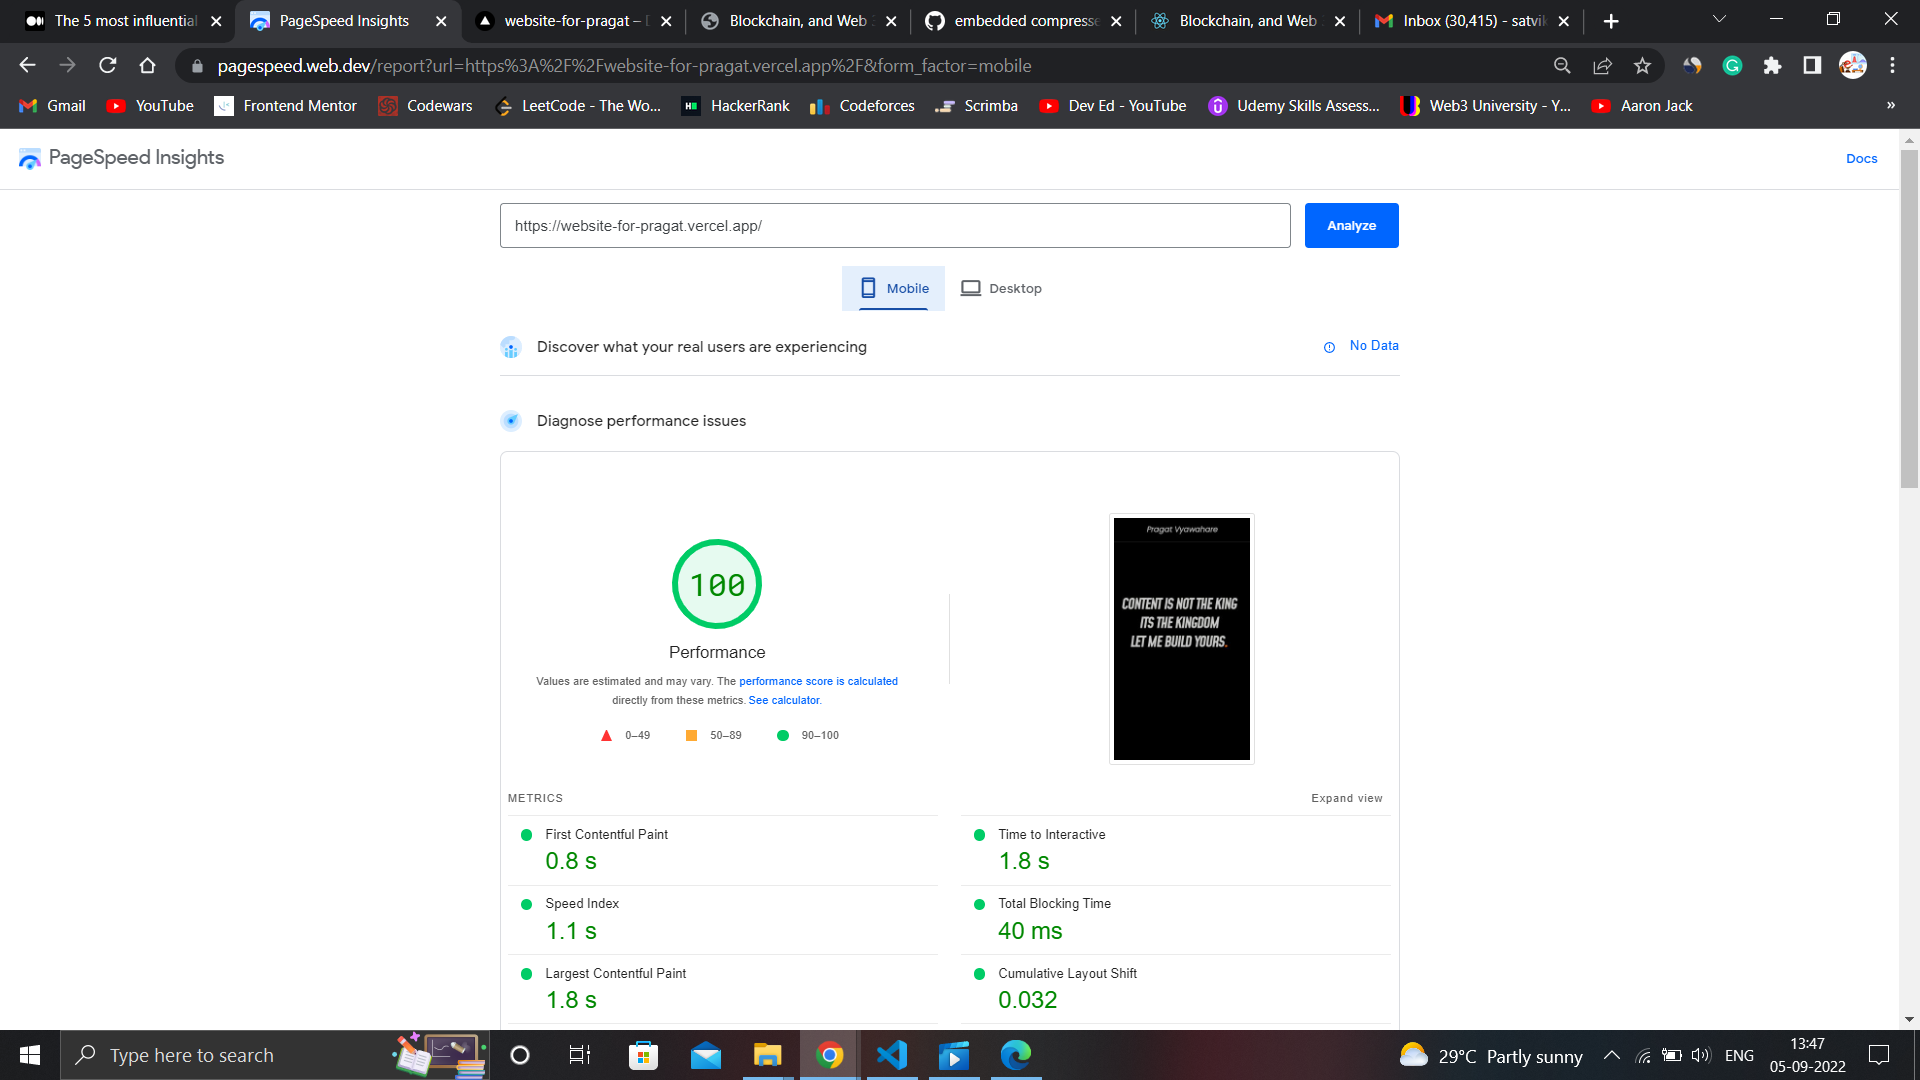 The 5 most influential
PageSpeed Insights
website-for-pragat –
Blockchain, and Web
embedded compresse
Blockchain, and Web
Inbox (30,415) - satvik
pagespeed.web.dev/report?url=https%3A%2F%2Fwebsite-for-pragat.vercel.app%2F&form_factor=mobile
Gmail
YouTube
Frontend Mentor
Codewars
LeetCode - The Wo...
HackerRank
Codeforces
Scrimba
Dev Ed - YouTube
Udemy Skills Assess...
Web3 University - Y...
Aaron Jack
»
PageSpeed Insights
Docs
https://website-for-pragat.vercel.app/
Analyze
Mobile
Desktop
Discover what your real users are experiencing
No Data
Diagnose performance issues
100
Performance
Values are estimated and may vary. The performance score is calculated
directly from these metrics. See calculator.
0–49
50–89
90–100
Pragat Vyawahare
CONTENT IS NOT THE KING
ITS THE KINGDOM
LET ME BUILD YOURS.
METRICS
Expand view
First Contentful Paint
0.8 s
Time to Interactive
1.8 s
Speed Index
1.1 s
Total Blocking Time
40 ms
Largest Contentful Paint
1.8 s
Cumulative Layout Shift
0.032
Type here to search
29°C Partly sunny
ENG
13:47
05-09-2022